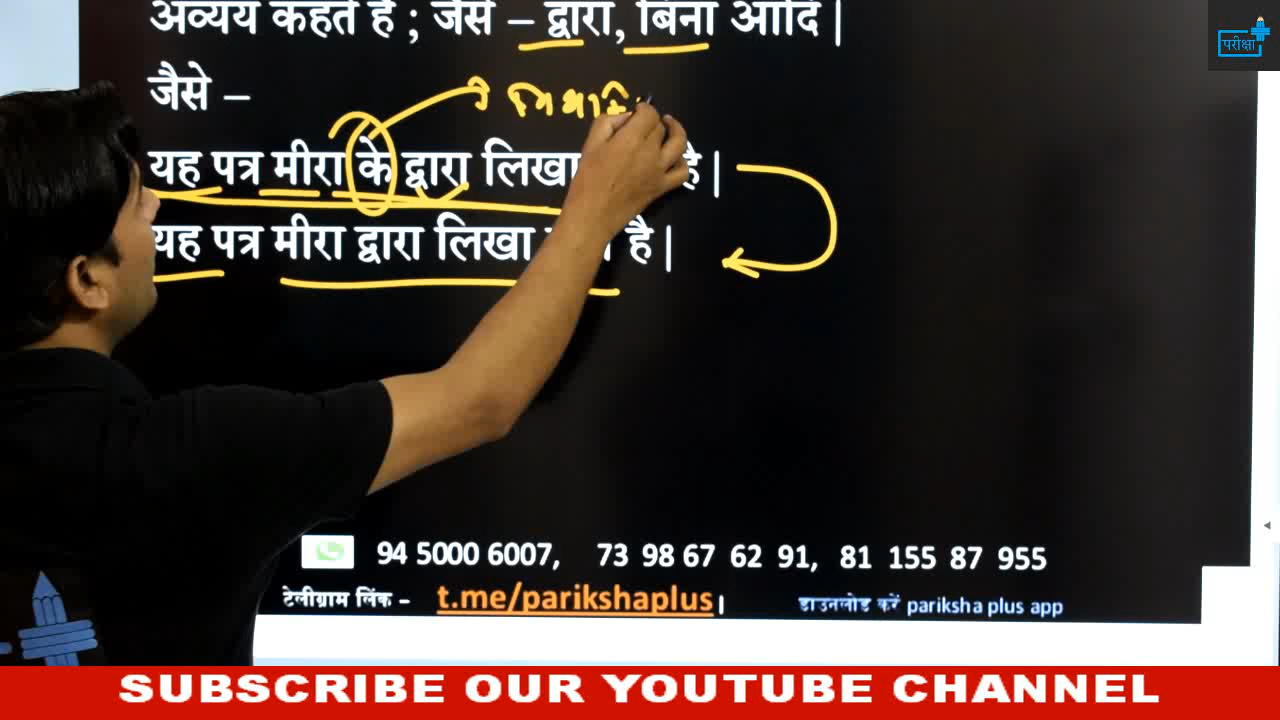 अव्यय कहते हैं ; जैसे – द्वारा, बिना आदि |
परीक्षा
जैसे –
यह पत्र मीरा के द्वारा लिखा है |
यह पत्र मीरा द्वारा लिखा है |
94 5000 6007, 73 98 67 62 91, 81 155 87 955
टेलीग्राम लिंक – t.me/parikshaplus | डाउनलोड करें pariksha plus app
SUBSCRIBE OUR YOUTUBE CHANNEL